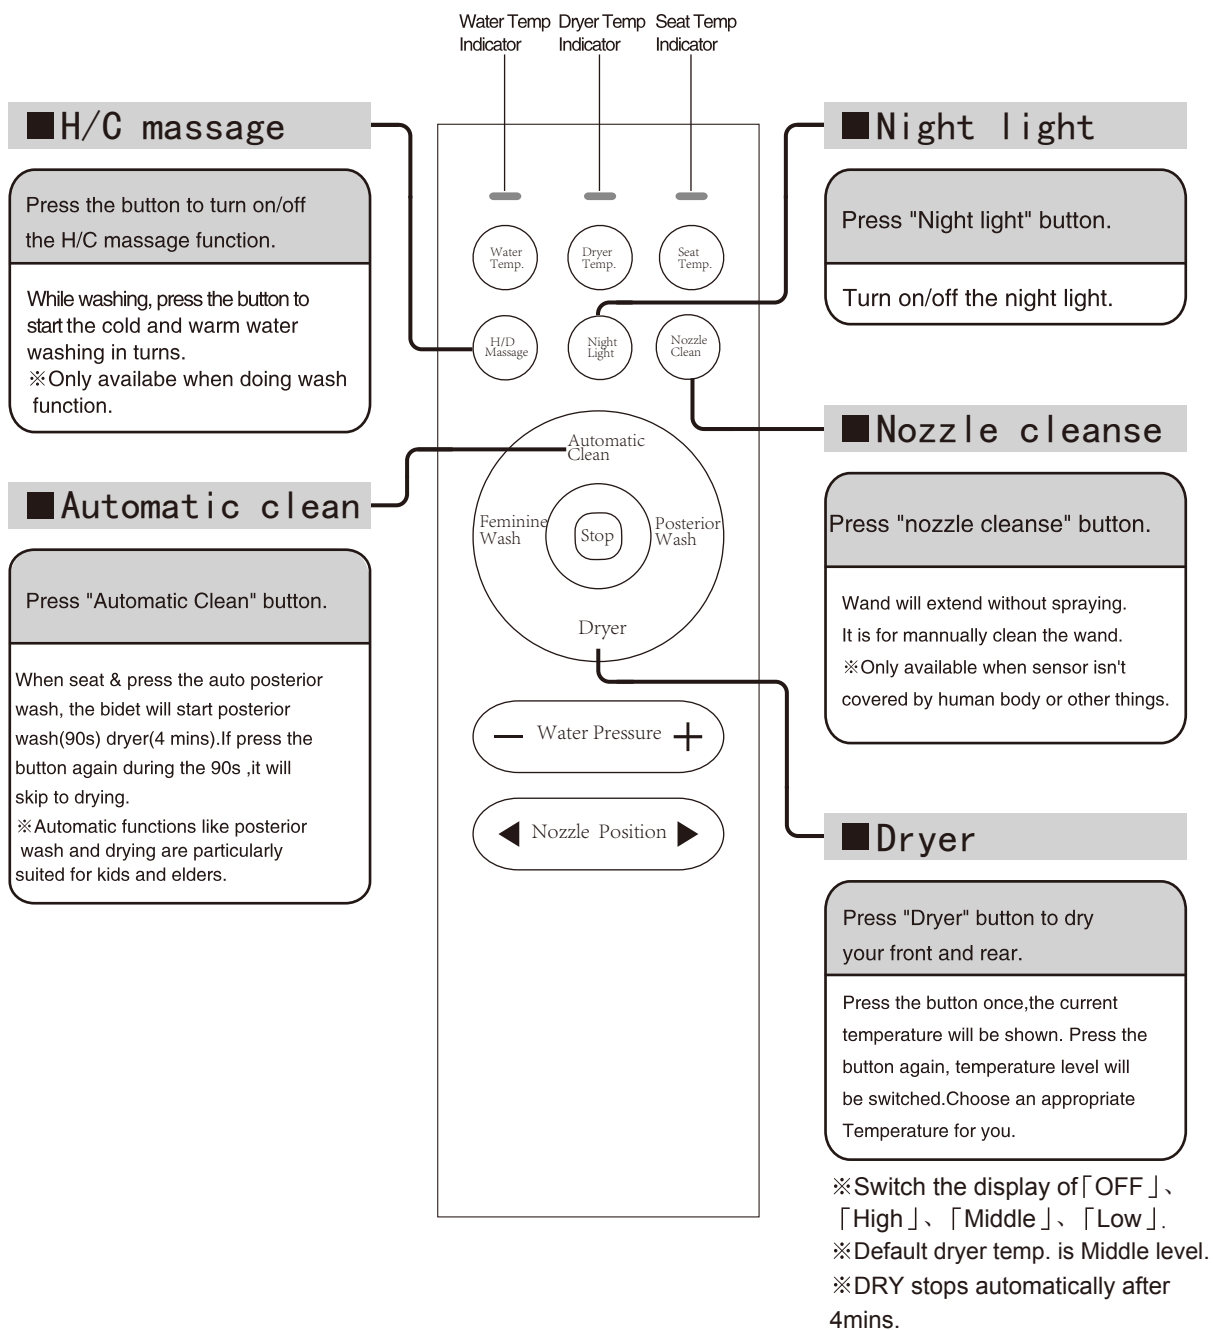 Water Temp Dryer Temp Seat Temp
Indicator Indicator Indicator
■H/C massage
Press the button to turn on/off
the H/C massage function.
While washing, press the button to
start the cold and warm water
washing in turns.
※Only availabe when doing wash
function.
■Automatic clean
Press "Automatic Clean" button.
When seat & press the auto posterior
wash, the bidet will start posterior
wash(90s) dryer(4 mins).If press the
button again during the 90s ,it will
skip to drying.
※Automatic functions like posterior
wash and drying are particularly
suited for kids and elders.
Water
Temp.
Dryer
Temp.
Seat
Temp.
H/D
Massage
Night
Light
Nozzle
Clean
Automatic
Clean
Feminine
Wash
Stop
Posterior
Wash
Dryer
— Water Pressure +
◀ Nozzle Position ▶
■Night light
Press "Night light" button.
Turn on/off the night light.
■Nozzle cleanse
Press "nozzle cleanse" button.
Wand will extend without spraying.
It is for mannually clean the wand.
※Only available when sensor isn't
covered by human body or other things.
■Dryer
Press "Dryer" button to dry
your front and rear.
Press the button once,the current
temperature will be shown. Press the
button again, temperature level will
be switched.Choose an appropriate
Temperature for you.
※Switch the display of「OFF」、
「High」、「Middle」、「Low」.
※Default dryer temp. is Middle level.
※DRY stops automatically after
4mins.